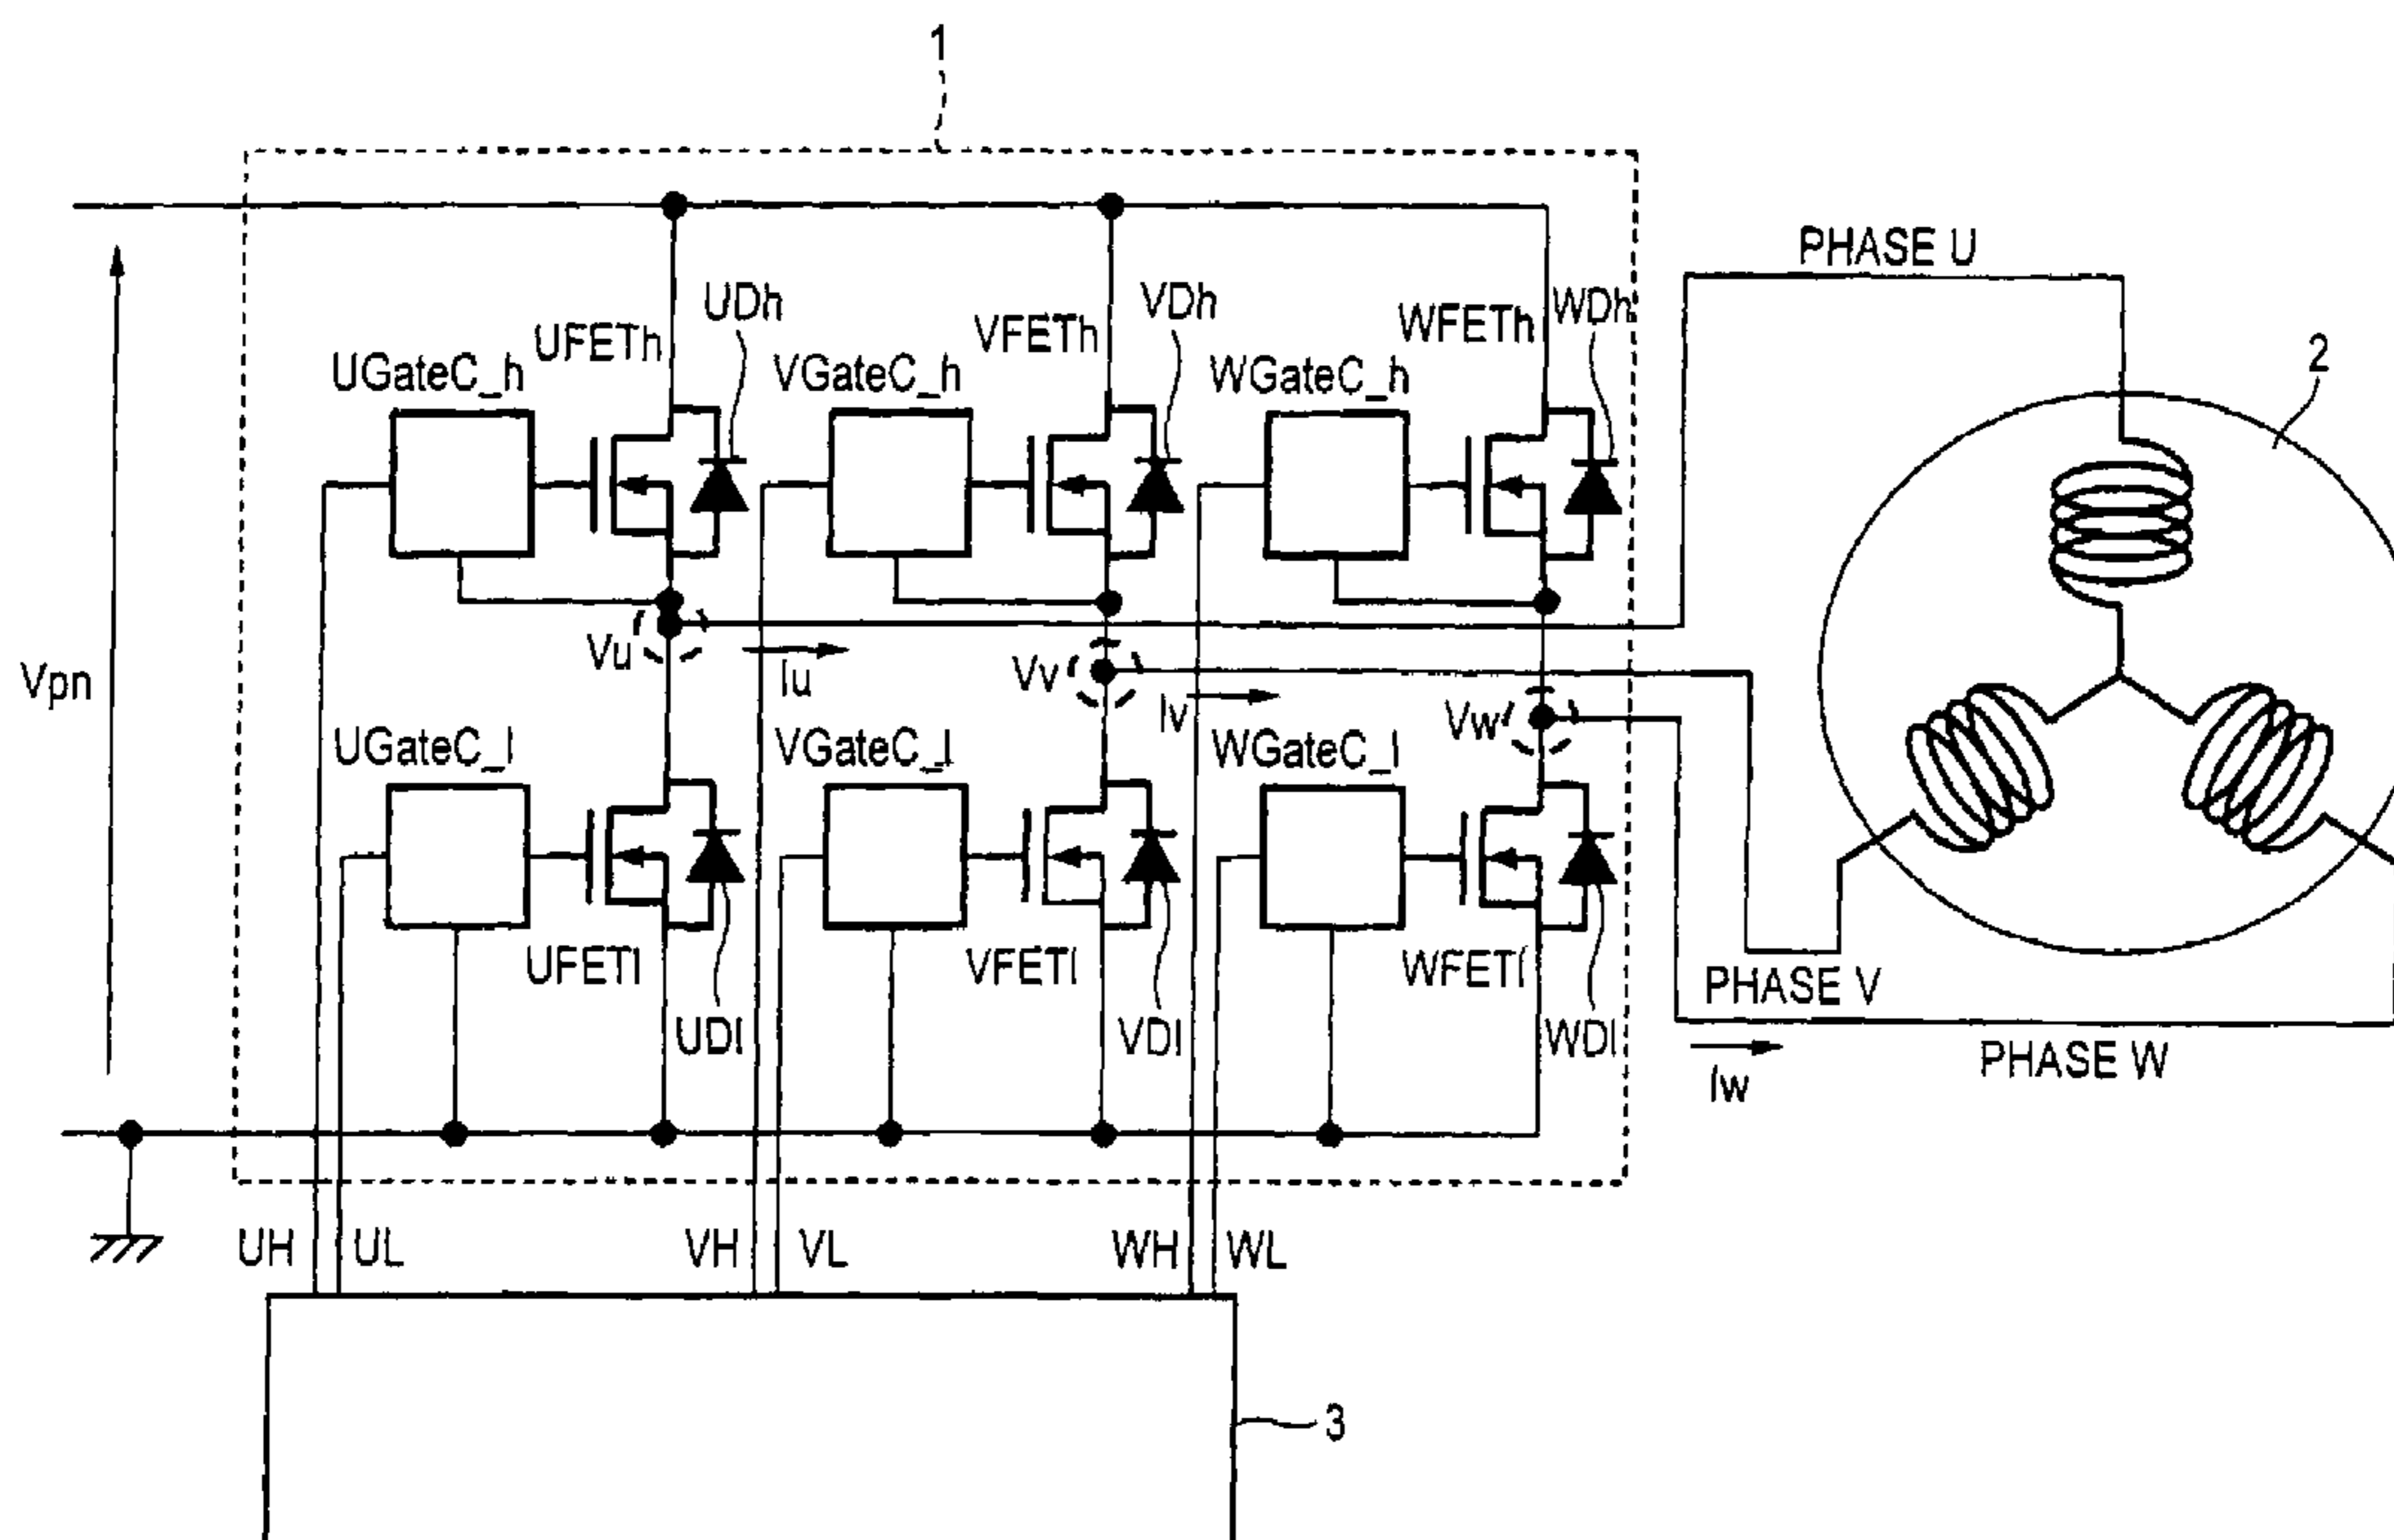 1
PHASE U
UDh
VDh
WDh
UFETh
VFETh
WFETh
2
UGateC_h
VGateC_h
WGateC_h
Vu
Iu
Vv
Iv
Vw
Vpn
UGateC_l
VGateC_l
WGateC_l
UFETl
VFETl
WFETl
PHASE V
UDl
VDl
WDl
PHASE W
Iw
UH
UL
VH
VL
WH
WL
3